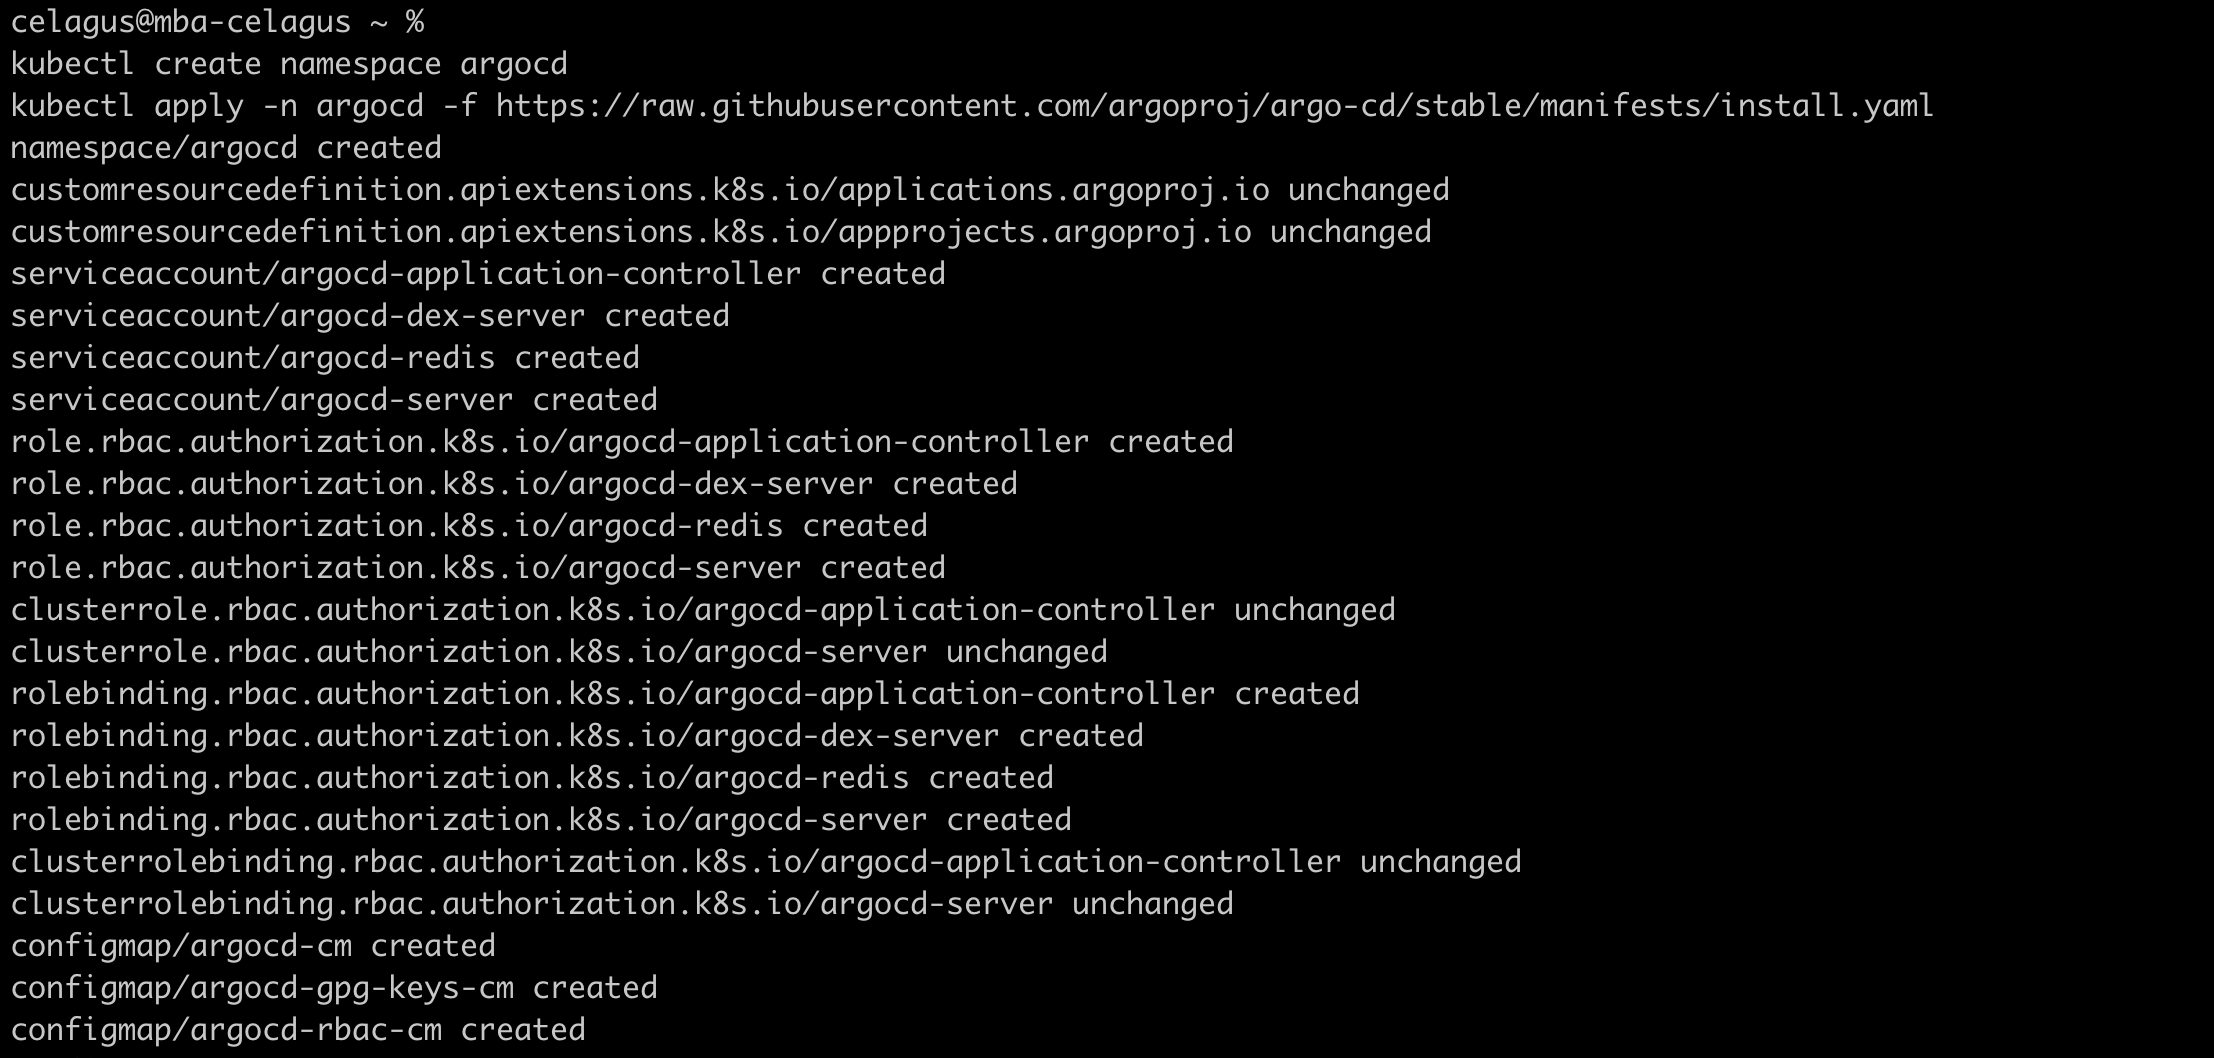 celagus@mba-celagus ~ %
kubectl create namespace argocd
kubectl apply -n argocd -f https://raw.githubusercontent.com/argoproj/argo-cd/stable/manifests/install.yaml
namespace/argocd created
customresourcedefinition.apiextensions.k8s.io/applications.argoproj.io unchanged
customresourcedefinition.apiextensions.k8s.io/appprojects.argoproj.io unchanged
serviceaccount/argocd-application-controller created
serviceaccount/argocd-dex-server created
serviceaccount/argocd-redis created
serviceaccount/argocd-server created
role.rbac.authorization.k8s.io/argocd-application-controller created
role.rbac.authorization.k8s.io/argocd-dex-server created
role.rbac.authorization.k8s.io/argocd-redis created
role.rbac.authorization.k8s.io/argocd-server created
clusterrole.rbac.authorization.k8s.io/argocd-application-controller unchanged
clusterrole.rbac.authorization.k8s.io/argocd-server unchanged
rolebinding.rbac.authorization.k8s.io/argocd-application-controller created
rolebinding.rbac.authorization.k8s.io/argocd-dex-server created
rolebinding.rbac.authorization.k8s.io/argocd-redis created
rolebinding.rbac.authorization.k8s.io/argocd-server created
clusterrolebinding.rbac.authorization.k8s.io/argocd-application-controller unchanged
clusterrolebinding.rbac.authorization.k8s.io/argocd-server unchanged
configmap/argocd-cm created
configmap/argocd-gpg-keys-cm created
configmap/argocd-rbac-cm created